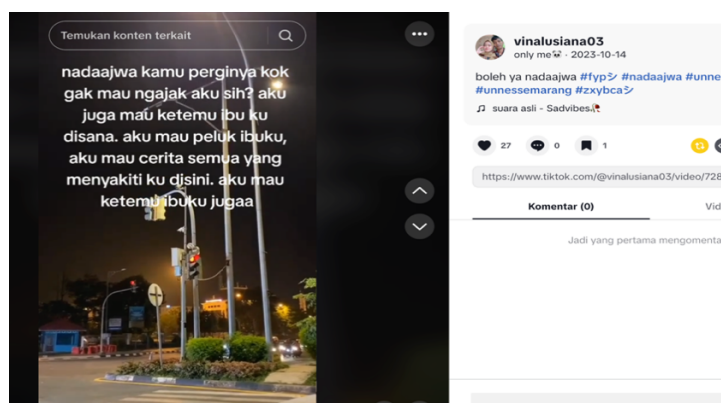 Temukan konten terkait
nadaajwa kamu perginya kok
gak mau ngajak aku sih? aku
juga mau ketemu ibu ku
disana. aku mau peluk ibuku,
aku mau cerita semua yang
menyakiti ku disini. aku mau
ketemu ibuku jugaa
vinalusiana03
only me · 2023-10-14
boleh ya nadaajwa #fypシ #nadaajwa #unne
#unnessemarang #zxybcaシ
suara asli - Sadvibes
27
0
1
https://www.tiktok.com/@vinalusiana03/video/728
Komentar (0)
Vid
Jadi yang pertama mengomenta